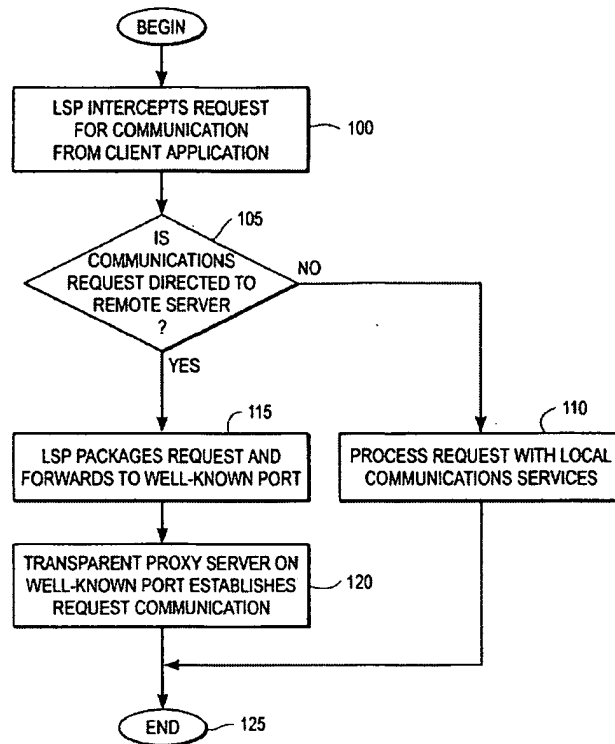 BEGIN
LSP INTERCEPTS REQUEST
FOR COMMUNICATION
FROM CLIENT APPLICATION
100
105
IS
COMMUNICATIONS
REQUEST DIRECTED TO
REMOTE SERVER
?
NO
YES
115
LSP PACKAGES REQUEST AND
FORWARDS TO WELL-KNOWN PORT
110
PROCESS REQUEST WITH LOCAL
COMMUNICATIONS SERVICES
TRANSPARENT PROXY SERVER ON
WELL-KNOWN PORT ESTABLISHES
REQUEST COMMUNICATION
120
END
125